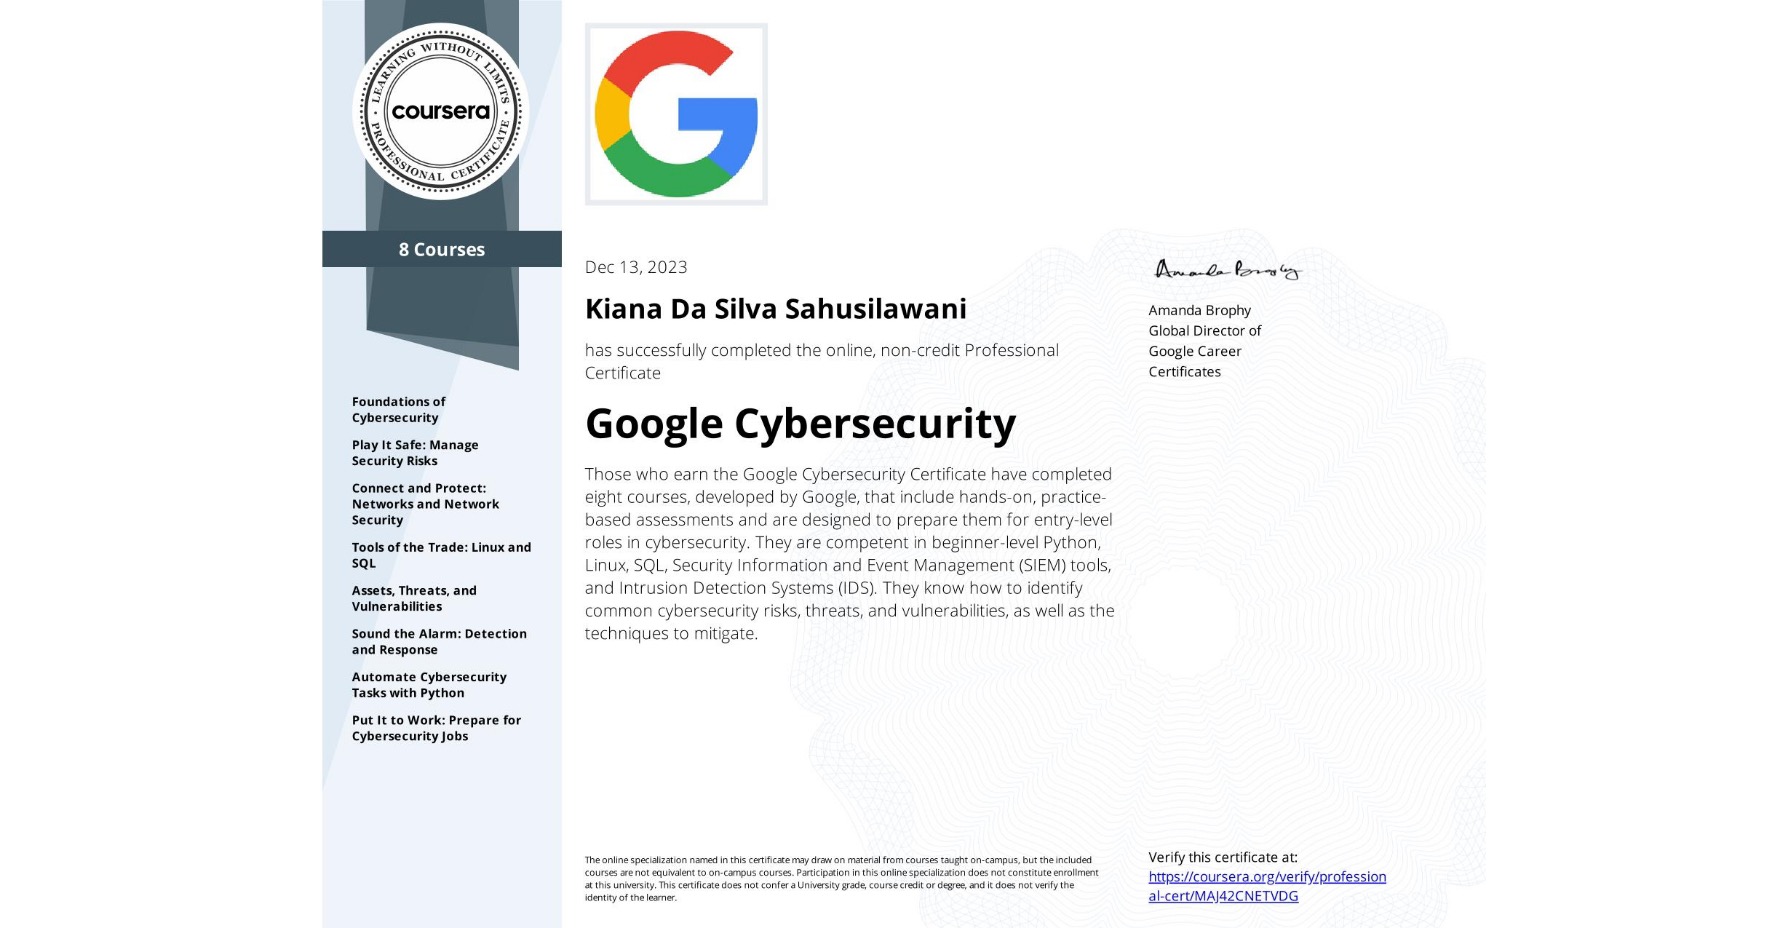 LEARNING WITHOUT LIMITS
coursera
PROFESSIONAL CERTIFICATE
8 Courses
Foundations of
Cybersecurity
Play It Safe: Manage
Security Risks
Connect and Protect:
Networks and Network
Security
Tools of the Trade: Linux and
SQL
Assets, Threats, and
Vulnerabilities
Sound the Alarm: Detection
and Response
Automate Cybersecurity
Tasks with Python
Put It to Work: Prepare for
Cybersecurity Jobs
G
Dec 13, 2023
Kiana Da Silva Sahusilawani
has successfully completed the online, non-credit Professional
Certificate
Google Cybersecurity
Those who earn the Google Cybersecurity Certificate have completed
eight courses, developed by Google, that include hands-on, practice-
based assessments and are designed to prepare them for entry-level
roles in cybersecurity. They are competent in beginner-level Python,
Linux, SQL, Security Information and Event Management (SIEM) tools,
and Intrusion Detection Systems (IDS). They know how to identify
common cybersecurity risks, threats, and vulnerabilities, as well as the
techniques to mitigate.
Amanda Brophy
Amanda Brophy
Global Director of
Google Career
Certificates
The online specialization named in this certificate may draw on material from courses taught on-campus, but the included
courses are not equivalent to on-campus courses. Participation in this online specialization does not constitute enrollment
at this university. This certificate does not confer a University grade, course credit or degree, and it does not verify the
identity of the learner.
Verify this certificate at:
https://coursera.org/verify/profession
al-cert/MAJ42CNETVDG